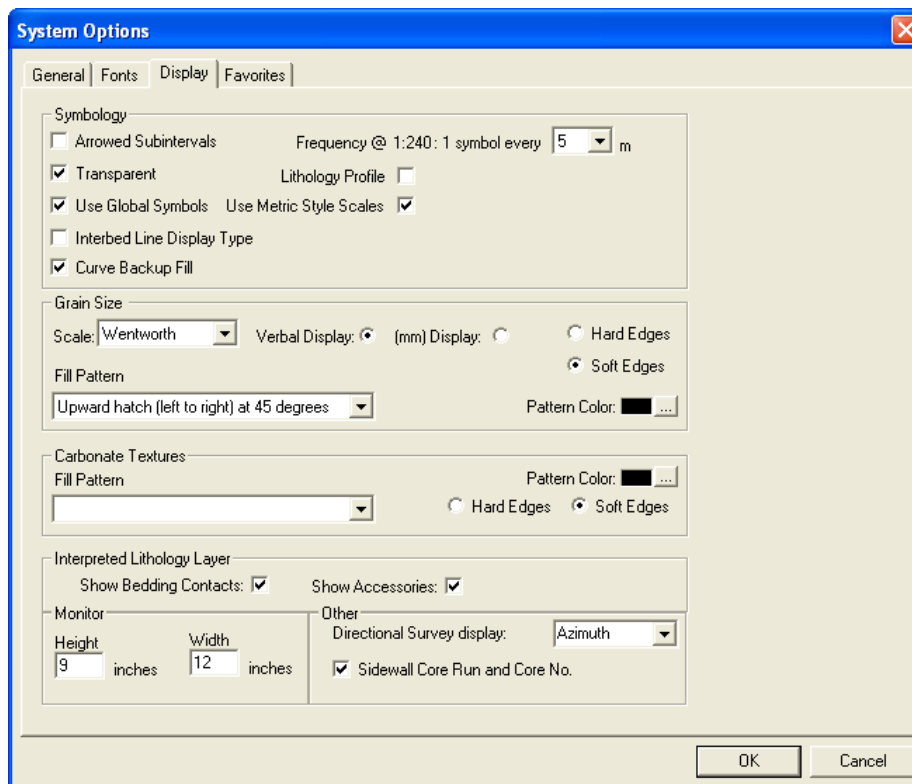 System Options
General Fonts Display Favorites
Symbology
Arrowed Subintervals Frequency @ 1:240: 1 symbol every 5 m
Transparent Lithology Profile
Use Global Symbols Use Metric Style Scales
Interbed Line Display Type
Curve Backup Fill
Grain Size
Scale: Wentworth Verbal Display: (mm) Display: Hard Edges
Soft Edges
Fill Pattern
Upward hatch (left to right) at 45 degrees Pattern Color: ...
Carbonate Textures
Fill Pattern Pattern Color: ...
Hard Edges Soft Edges
Interpreted Lithology Layer
Show Bedding Contacts: Show Accessories:
Monitor Other
Height Width Directional Survey display: Azimuth
9 inches 12 inches Sidewall Core Run and Core No.
OK Cancel